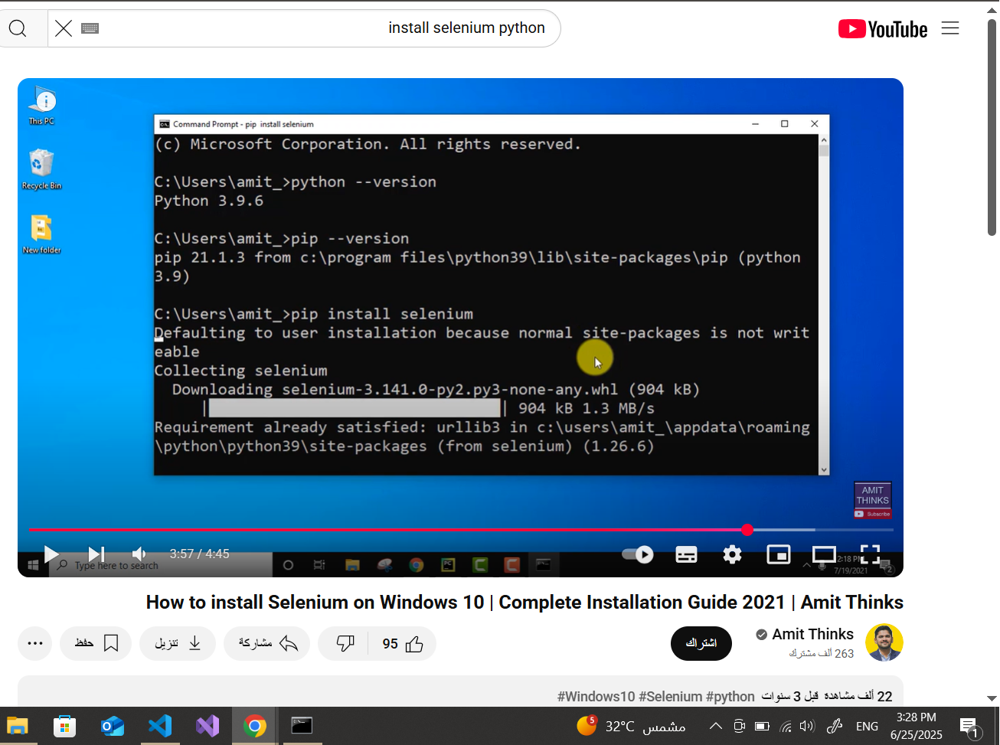 install selenium python
YouTube
This PC
Recycle Bin
New folder
Command Prompt - pip  install selenium
(c) Microsoft Corporation. All rights reserved.
C:\Users\amit_>python --version
Python 3.9.6
C:\Users\amit_>pip --version
pip 21.1.3 from c:\program files\python39\lib\site-packages\pip (python
3.9)
C:\Users\amit_>pip install selenium
Defaulting to user installation because normal site-packages is not writ
eable
Collecting selenium
Downloading selenium-3.141.0-py2.py3-none-any.whl (904 kB)
|          | 904 kB 1.3 MB/s
Requirement already satisfied: urllib3 in c:\users\amit_\appdata\roaming
\python\python39\site-packages (from selenium) (1.26.6)
AMIT
THINKS
Subscribe
3:57 / 4:45
Type here to search
2:18 P
7/19/2021
2
How to install Selenium on Windows 10 | Complete Installation Guide 2021 | Amit Thinks
Amit Thinks
263 ألف مشترك
اشتراك
95
مشاركة
تنزيل
حفظ
22 ألف مشاهدة قبل 3 سنوات #Windows10 #Selenium #python
5
32°C مشمس
ENG
3:28 PM
6/25/2025
1